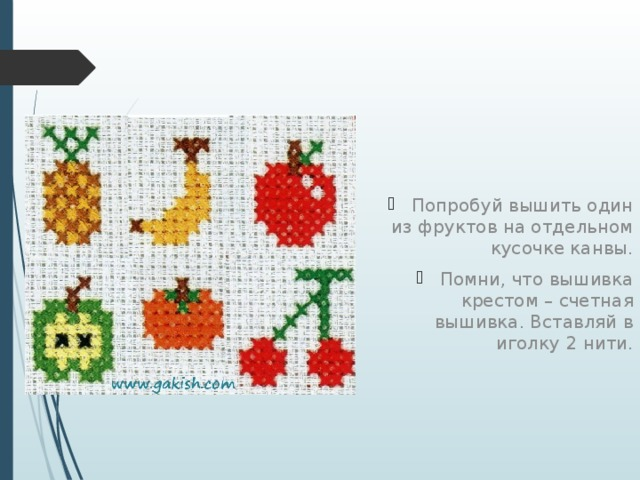 Попробуй вышить один
из фруктов на отдельном
кусочке канвы.
Помни, что вышивка
крестом – счетная
вышивка. Вставляй в
иголку 2 нити.
www.gakish.com